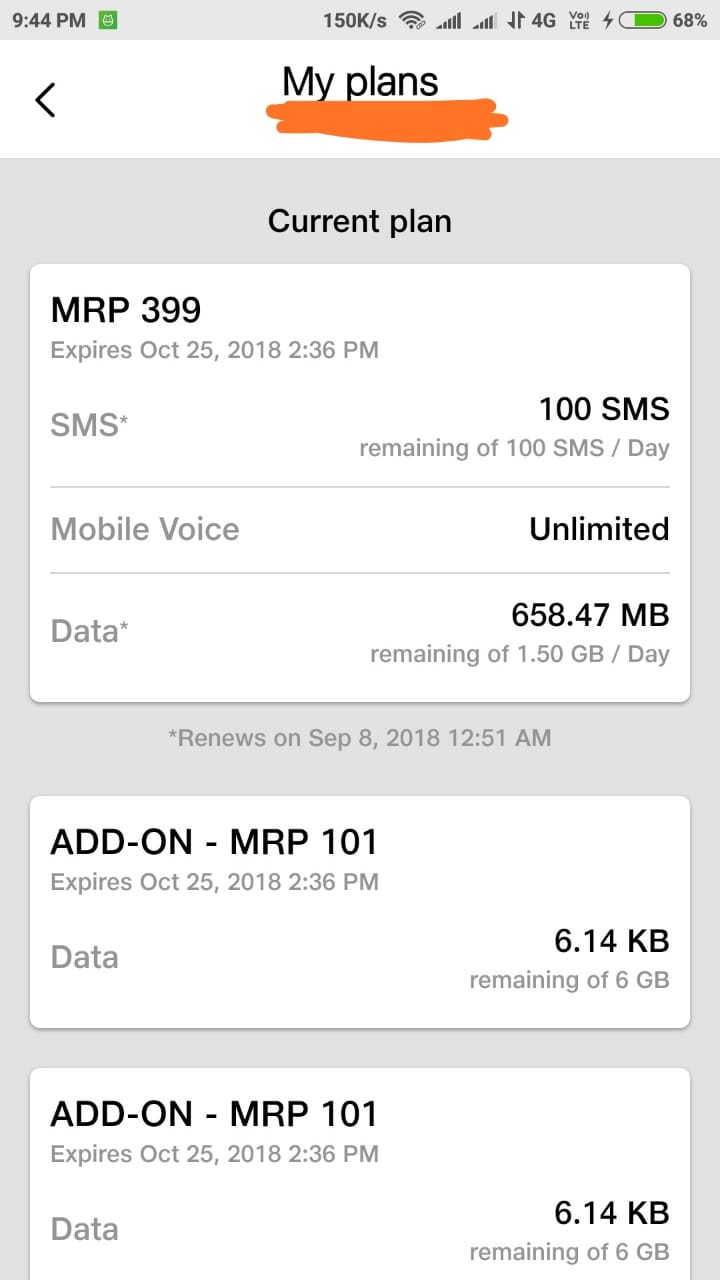 9:44 PM 150K/s 4G VoLTE 68%
My plans
Current plan
MRP 399
Expires Oct 25, 2018 2:36 PM
SMS*
100 SMS
remaining of 100 SMS / Day
Mobile Voice
Unlimited
Data*
658.47 MB
remaining of 1.50 GB / Day
*Renews on Sep 8, 2018 12:51 AM
ADD-ON - MRP 101
Expires Oct 25, 2018 2:36 PM
Data
6.14 KB
remaining of 6 GB
ADD-ON - MRP 101
Expires Oct 25, 2018 2:36 PM
Data
6.14 KB
remaining of 6 GB